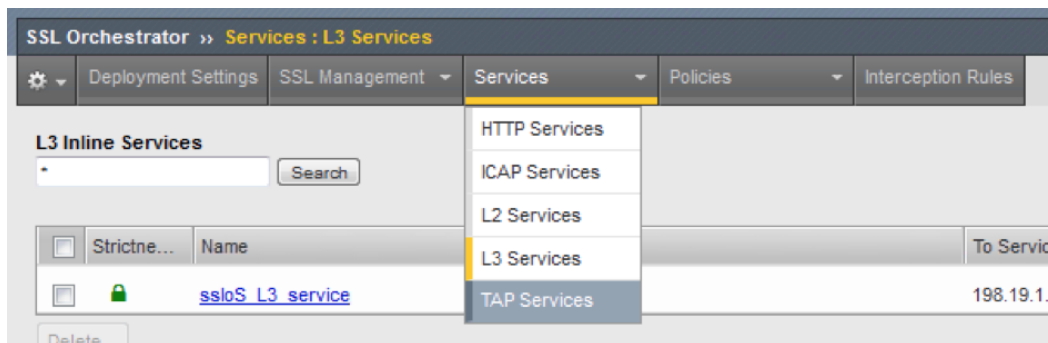 SSL Orchestrator ›› Services : L3 Services
Deployment Settings SSL Management Services Policies Interception Rules
L3 Inline Services
* Search
HTTP Services
ICAP Services
L2 Services
L3 Services
TAP Services
Strictne... Name To Servic
ssloS_L3_service 198.19.1.
Delete...